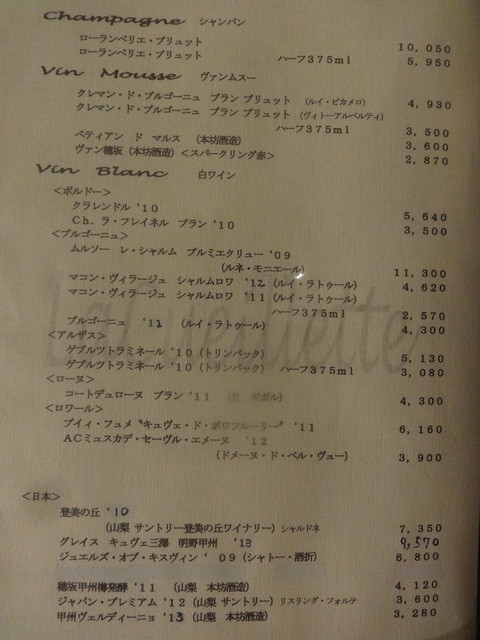 Champagne シャンパン
ローランペリエ・ブリュット 10,050
ローランペリエ・ブリュット ハーフ375ml 5,950
Vin Mousse ヴァンムスー
クレマン・ド・ブルゴーニュ ブラン ブリュット (ルイ・ピカメロ) 4,930
クレマン・ド・ブルゴーニュ ブラン ブリュット (ヴィトーアルベルティ)
ハーフ375ml 3,500
ペティアン ド マルス (本坊酒造) 3,600
ヴァン穂坂(本坊酒造)<スパークリング赤> 2,870
Vin Blanc 白ワイン
<ボルドー>
クラレンドル '10 5,640
Ch.ラ・フレイネル ブラン '10 3,500
<ブルゴーニュ>
ムルソー レ・シャルム プルミエクリュー '09
(ルネ・モニエール) 11,300
マコン・ヴィラージュ シャルムロワ '12 (ルイ・ラトゥール) 4,620
マコン・ヴィラージュ シャルムロワ '11 (ルイ・ラトゥール)
ハーフ375ml 2,570
ブルゴーニュ (ルイ・ラトゥール) 4,300
<アルザス>
ゲブルツトラミネール '10 (トリンバック) 5,130
ゲブルツトラミネール '10 (トリンバック) ハーフ375ml 3,080
<ローヌ>
コートデュローヌ ブラン '11 (E ギガル) 4,300
<ロワール>
プイィ・フュメ "キュヴェ・ド・ボワフルーリー" '11 6,160
ACミュスカデ・セーヴル・エメーヌ '12
(ドメーヌ・ド・ベル・ヴュー) 3,900
<日本>
登美の丘 '10
(山梨 サントリー登美の丘ワイナリー) シャルドネ 7,350
グレイス キュヴェ三澤 明野甲州 '13 9,570
ジュエルズ・オブ・キスヴィン '09 (シャトー・酒折) 6,800
穂坂甲州樽発酵 '11 (山梨 本坊酒造) 4,120
ジャパン・プレミアム '12 (山梨 サントリー) リースリング・フォルテ 3,600
甲州ヴェルディーニョ '13 (山梨 本坊酒造) 3,280